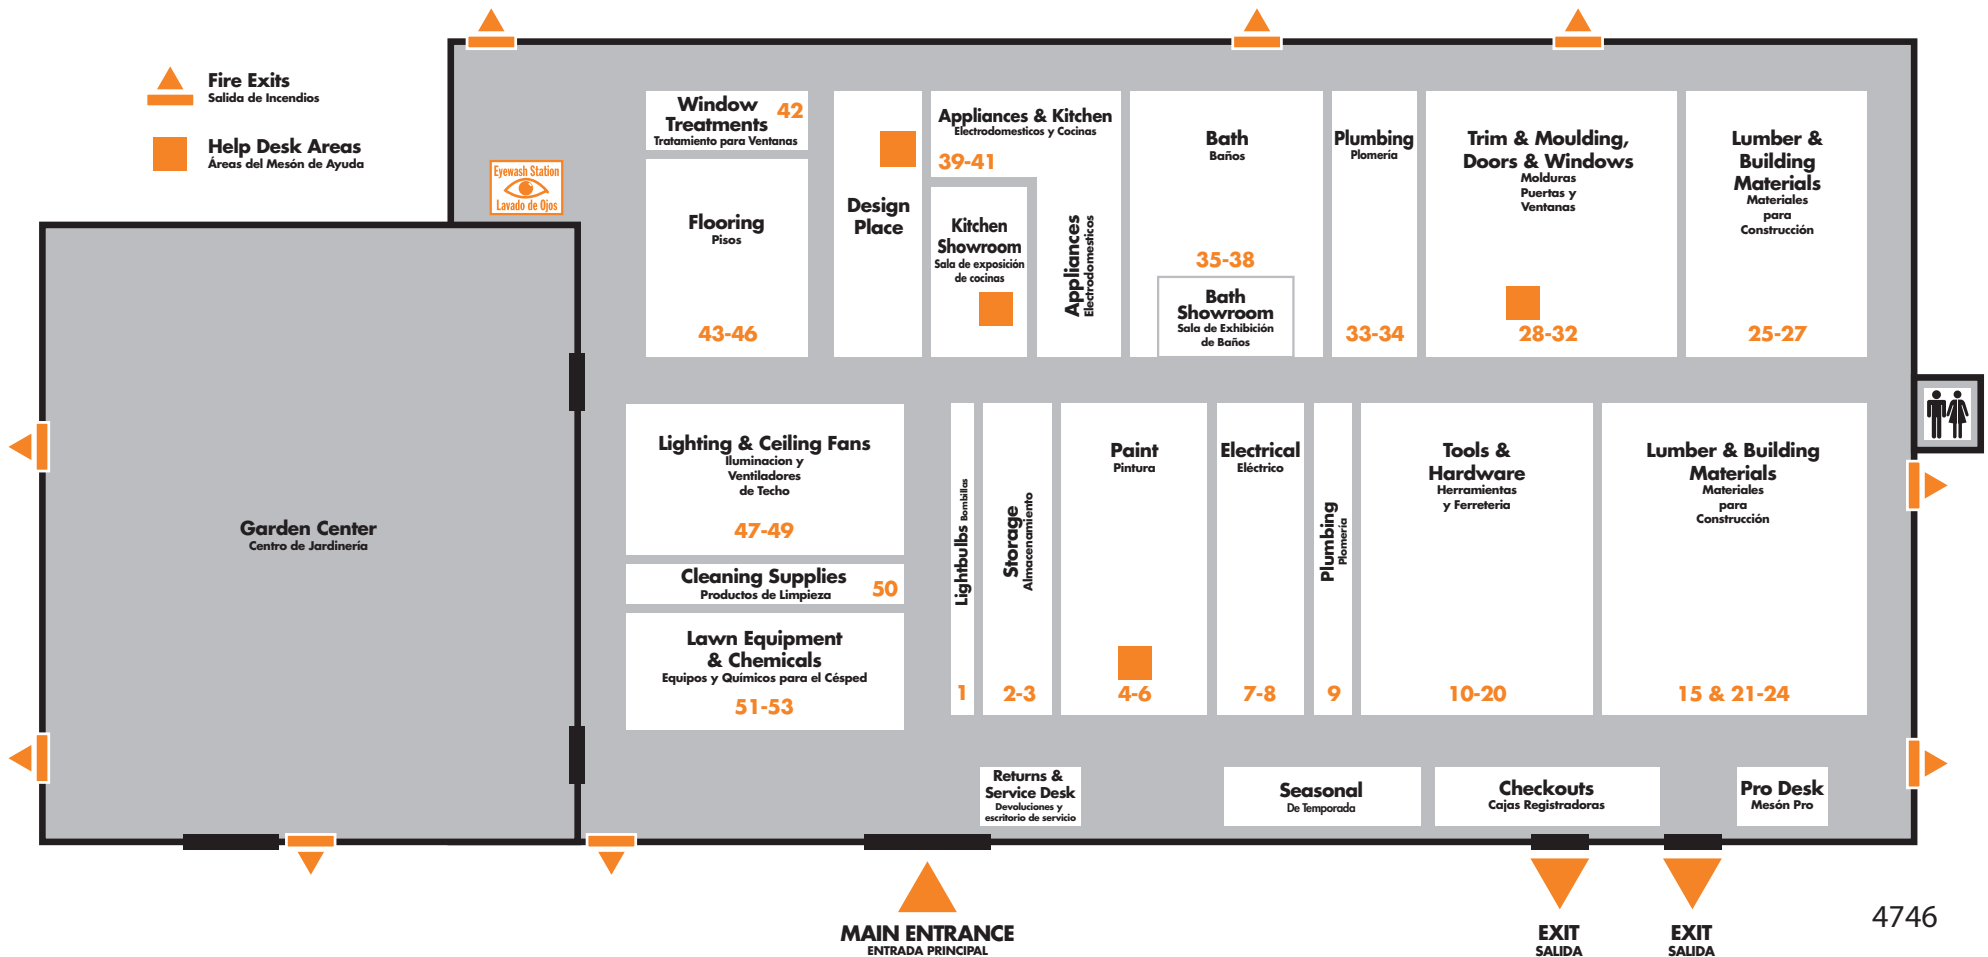 Fire Exits
Salida de Incendios
Help Desk Areas
Áreas del Mesón de Ayuda
Eyewash Station
Lavado de Ojos
Window
Treatments
Tratamiento para Ventanas
42
Flooring
Pisos
43-46
Design
Place
Appliances & Kitchen
Electrodomesticos y Cocinas
39-41
Kitchen
Showroom
Sala de exposición
de cocinas
Appliances
Electrodomesticos
Bath
Baños
35-38
Bath
Showroom
Sala de Exhibición
de Baños
Plumbing
Plomería
33-34
Trim & Moulding,
Doors & Windows
Molduras
Puertas y
Ventanas
28-32
Lumber &
Building
Materials
Materiales
para
Construcción
25-27
Garden Center
Centro de Jardinería
Lighting & Ceiling Fans
Iluminacion y
Ventiladores
de Techo
47-49
Cleaning Supplies
Productos de Limpieza
50
Lawn Equipment
& Chemicals
Equipos y Químicos para el Césped
51-53
Lightbulbs Bombillas
1
Storage
Almacenamiento
2-3
Paint
Pintura
4-6
Electrical
Eléctrico
7-8
Plumbing
Plomería
9
Tools &
Hardware
Herramientas
y Ferreteria
10-20
Lumber & Building
Materials
Materiales
para
Construcción
15 & 21-24
Returns &
Service Desk
Devoluciones y
escritorio de servicio
Seasonal
De Temporada
Checkouts
Cajas Registradoras
Pro Desk
Mesón Pro
MAIN ENTRANCE
ENTRADA PRINCIPAL
EXIT
SALIDA
EXIT
SALIDA
4746